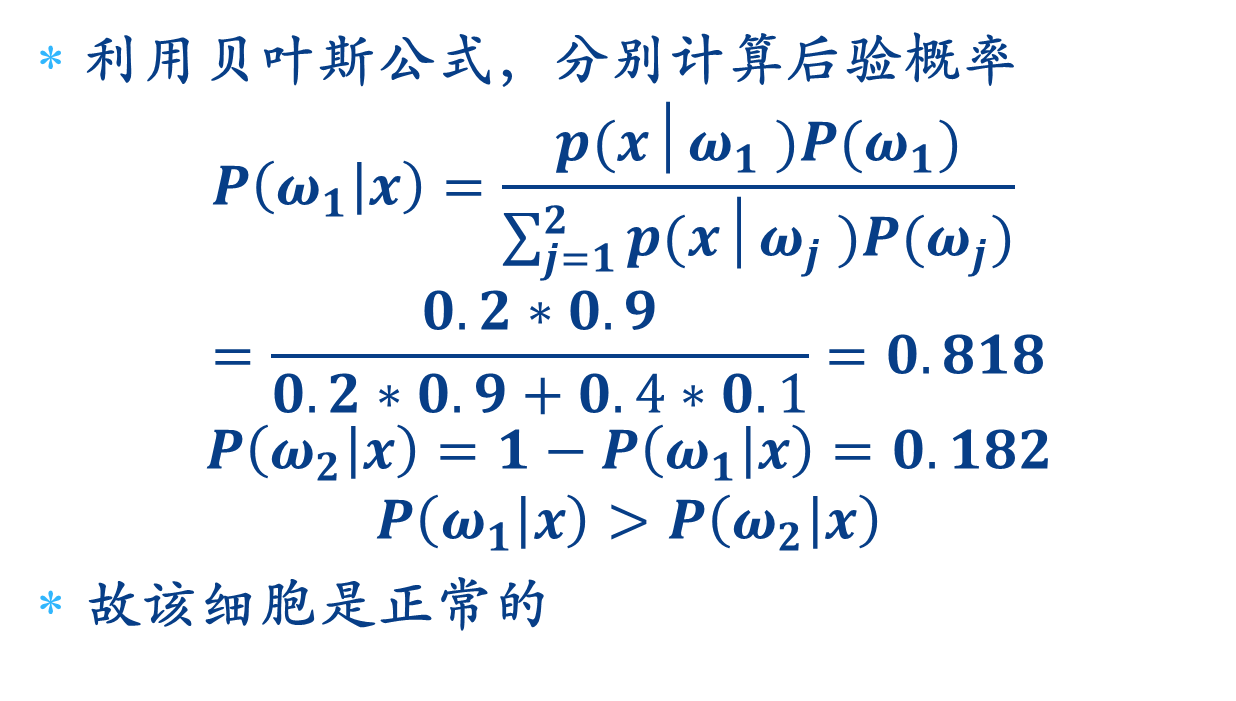 * 利用贝叶斯公式，分别计算后验概率
P(ω₁|x) = p(x|ω₁)P(ω₁) / ∑²ⱼ₌₁ p(x|ωⱼ)P(ωⱼ)
= 0.2 * 0.9 / 0.2 * 0.9 + 0.4 * 0.1 = 0.818
P(ω₂|x) = 1 − P(ω₁|x) = 0.182
P(ω₁|x) > P(ω₂|x)
* 故该细胞是正常的